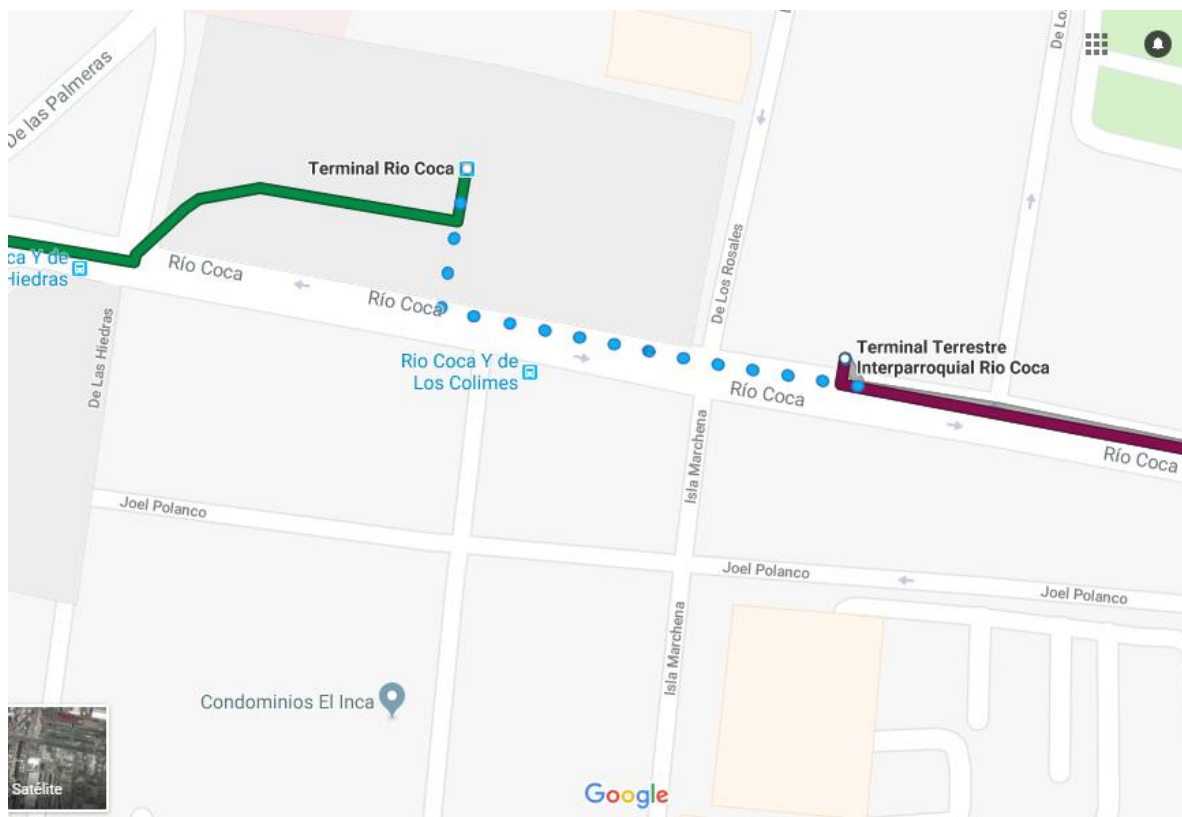 De Lo
De las Palmeras
Terminal Rio Coca
De Los Rosales
ca Y de
Hiedras
Río Coca
Río Coca
Rio Coca Y de
Los Colimes
Terminal Terrestre
Interparroquial Rio Coca
Río Coca
Río Coca
De Las Hiedras
Isla Marchena
Joel Polanco
Joel Polanco
Joel Polanco
Isla Marchena
Condominios El Inca
Satélite
Google